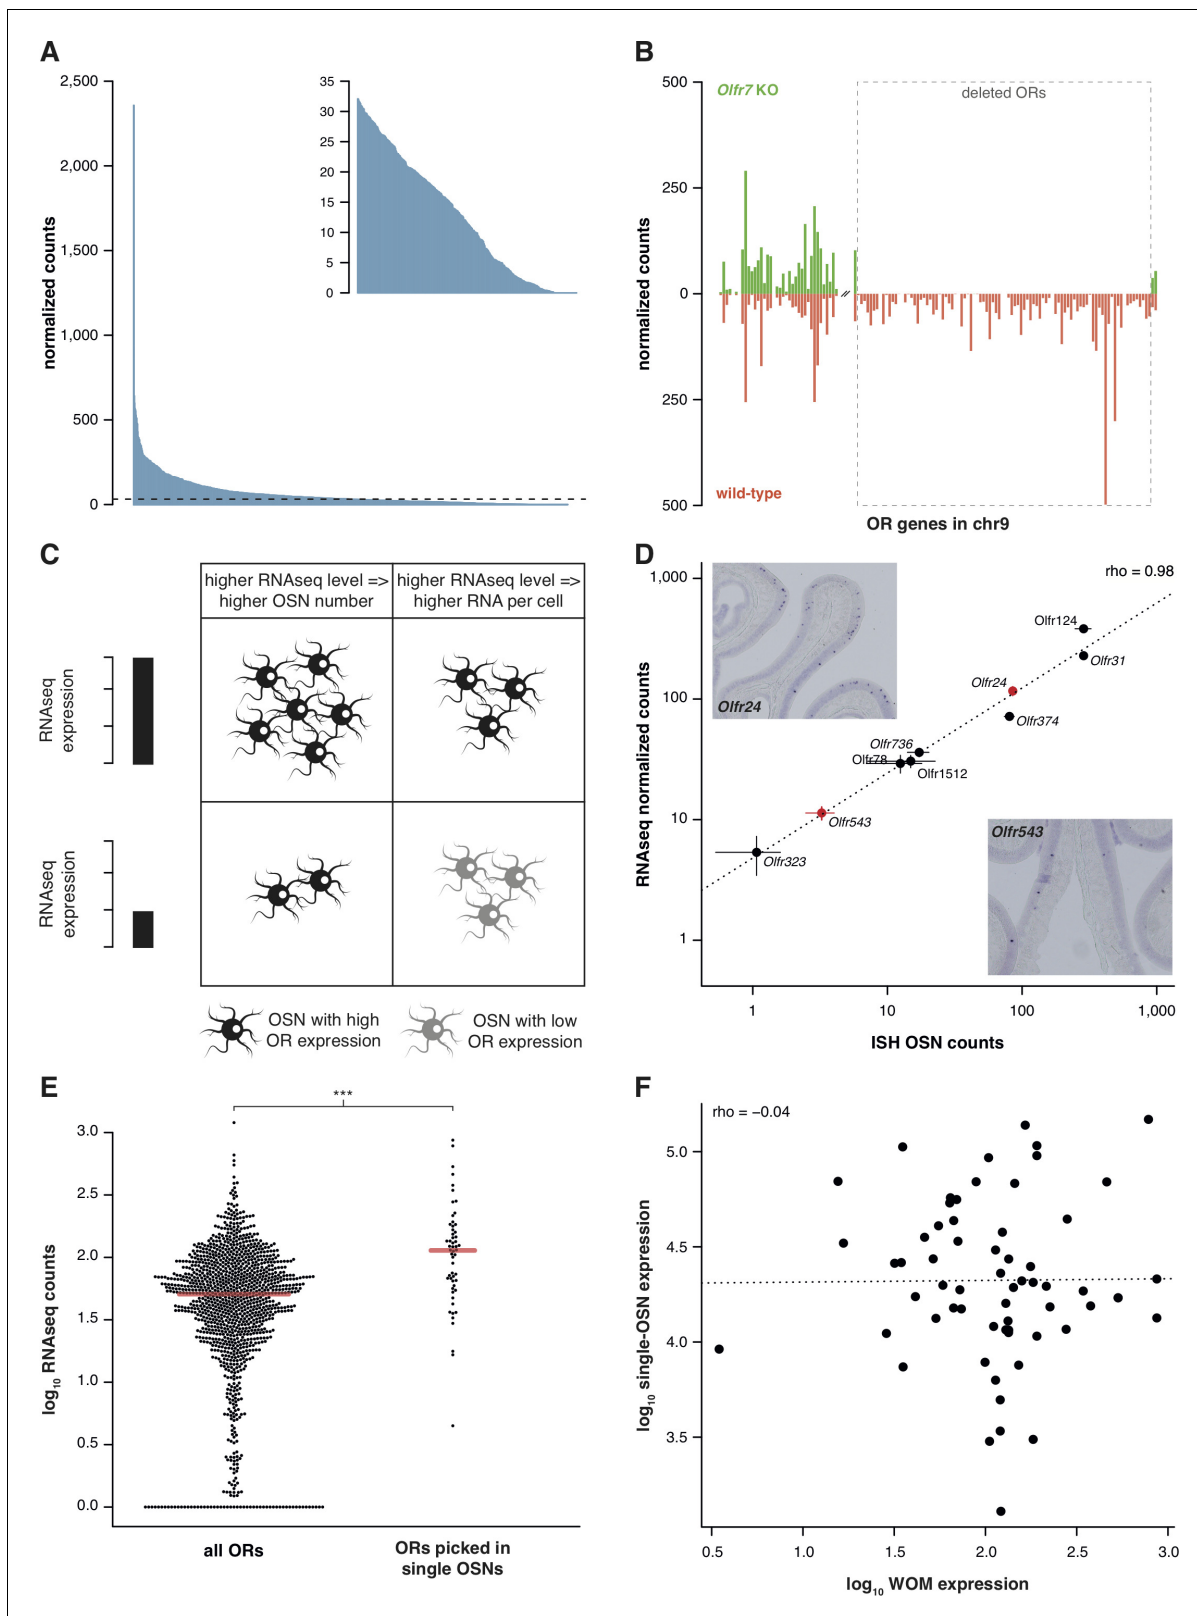 A
2,500
2,000
1,500
1,000
500
0
normalized counts
35
30
25
20
15
10
5
0
B
500
250
0
250
500
normalized counts
Olfr7 KO
deleted ORs
wild-type
OR genes in chr9
C
higher RNAseq level =>
higher OSN number
higher RNAseq level =>
higher RNA per cell
RNAseq
expression
RNAseq
expression
OSN with high
OR expression
OSN with low
OR expression
D
1,000
100
10
1
RNAseq normalized counts
rho = 0.98
Olfr124
Olfr31
Olfr24
Olfr374
Olfr736
Olfr78
Olfr1512
Olfr543
Olfr323
Olfr24
Olfr543
1
10
100
1,000
ISH OSN counts
E
***
3.0
2.5
2.0
1.5
1.0
0.5
0.0
log10 RNAseq counts
all ORs
ORs picked in
single OSNs
F
rho = −0.04
5.0
4.5
4.0
3.5
log10 single-OSN expression
0.5
1.0
1.5
2.0
2.5
3.0
log10 WOM expression